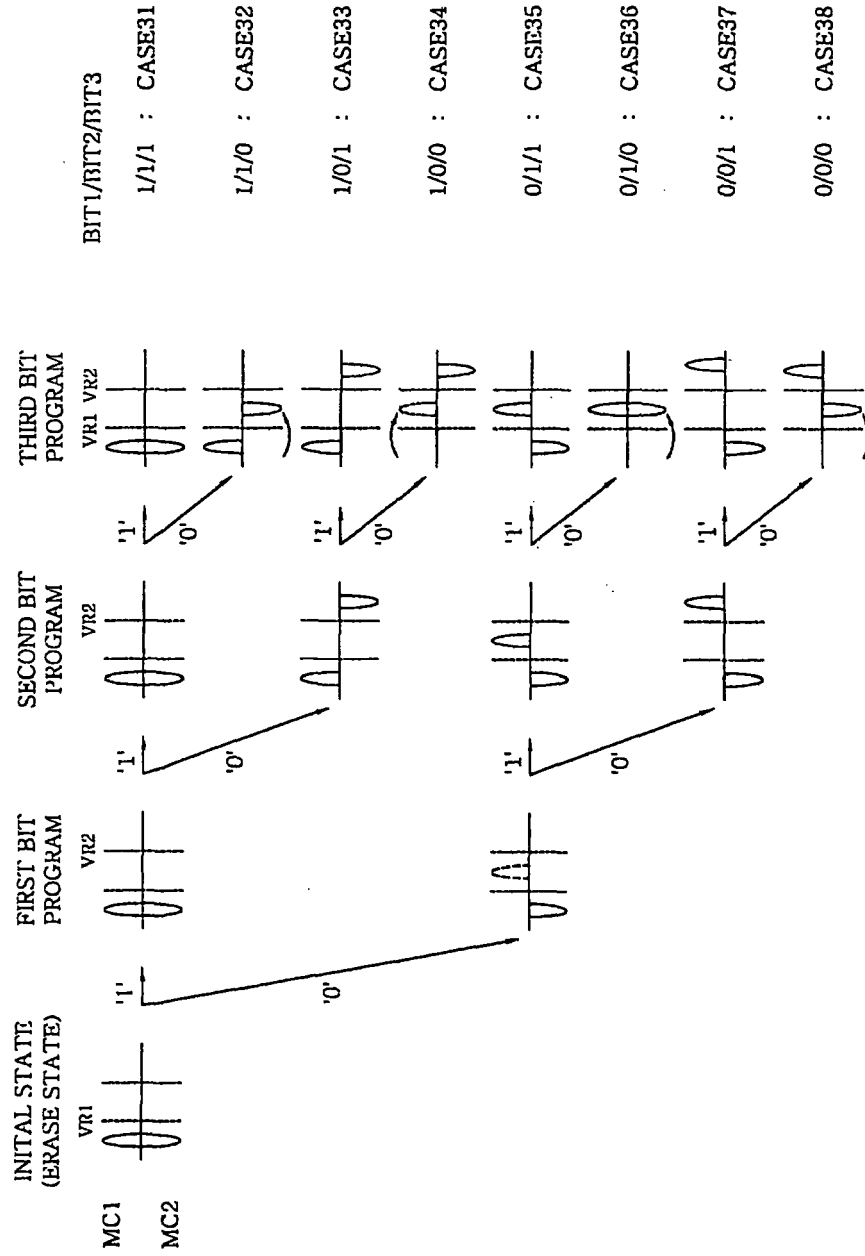 INITAL STATE
(ERASE STATE)
VR1
MC1
MC2
'1'
'0'
FIRST BIT
PROGRAM
VR2
'1'
'0'
'1'
'0'
SECOND BIT
PROGRAM
VR2
'1'
'0'
'1'
'0'
'1'
'0'
'1'
'0'
THIRD BIT
PROGRAM
VR1 VR2
BIT1/BIT2/BIT3
1/1/1 : CASE31
1/1/0 : CASE32
1/0/1 : CASE33
1/0/0 : CASE34
0/1/1 : CASE35
0/1/0 : CASE36
0/0/1 : CASE37
0/0/0 : CASE38